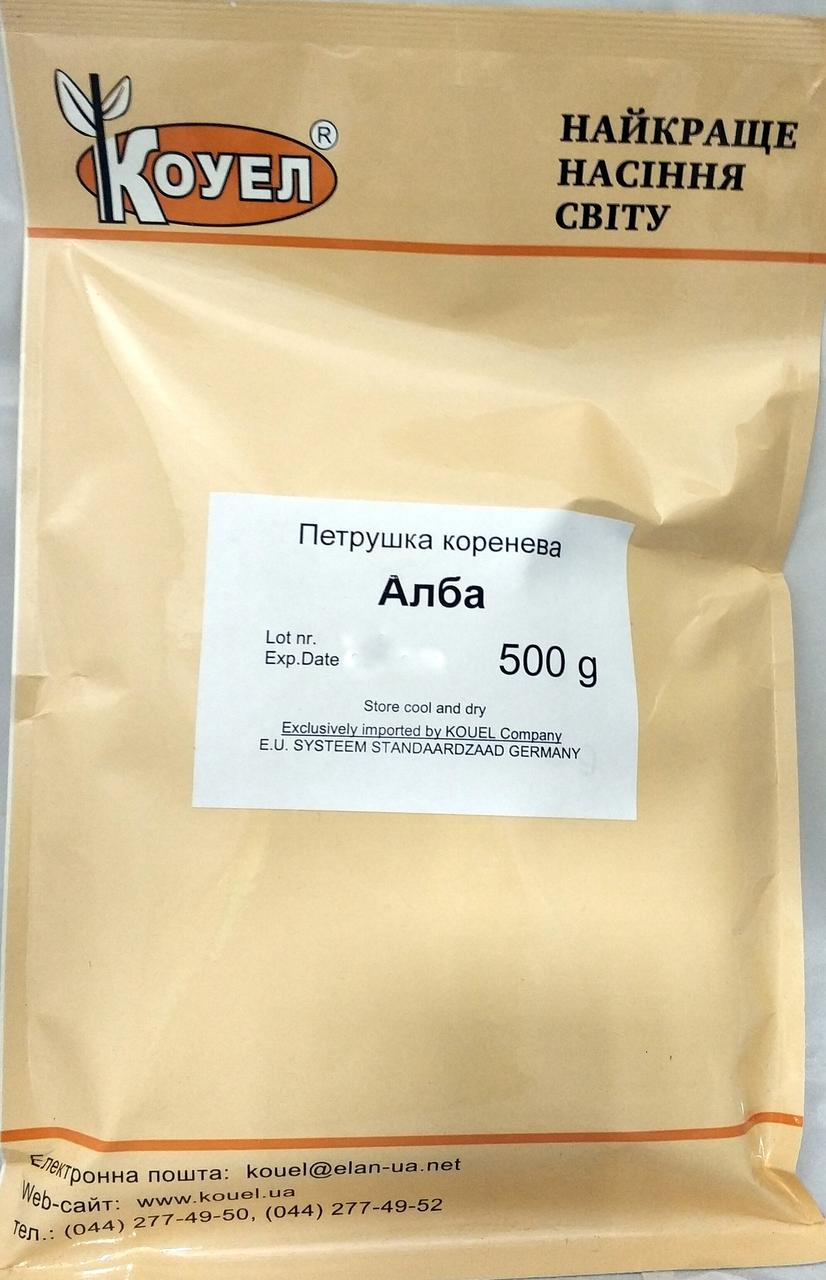 КОУЕЛ ®
НАЙКРАЩЕ
НАСІННЯ
СВІТУ
Петрушка коренева
Алба
Lot nr.
Exp.Date
500 g
Store cool and dry
Exclusively imported by KOUEL Company
E.U. SYSTEEM STANDAARDZAAD GERMANY
Електронна пошта: kouel@elan-ua.net
Web-сайт: www.kouel.ua
тел.: (044) 277-49-50, (044) 277-49-52